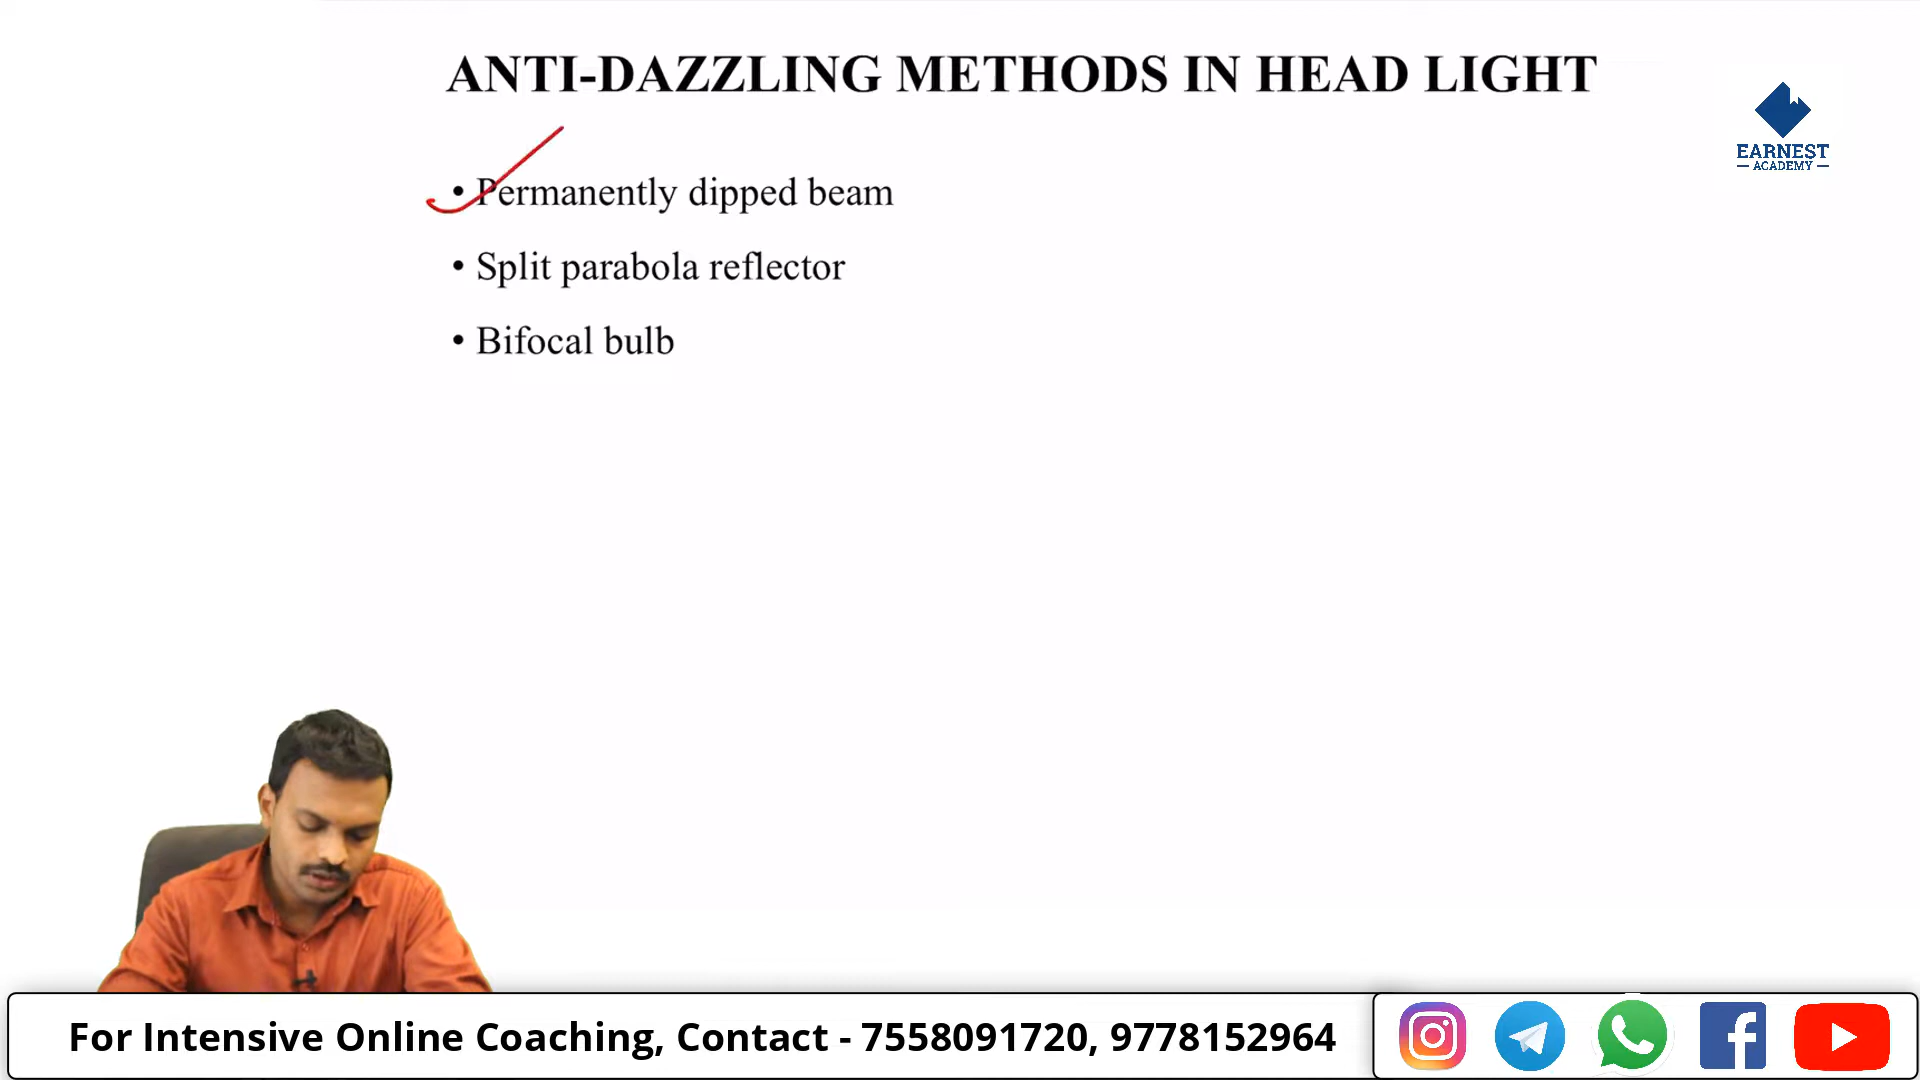 ANTI-DAZZLING METHODS IN HEAD LIGHT
• Permanently dipped beam
• Split parabola reflector
• Bifocal bulb
EARNEST
ACADEMY
For Intensive Online Coaching, Contact - 7558091720, 9778152964